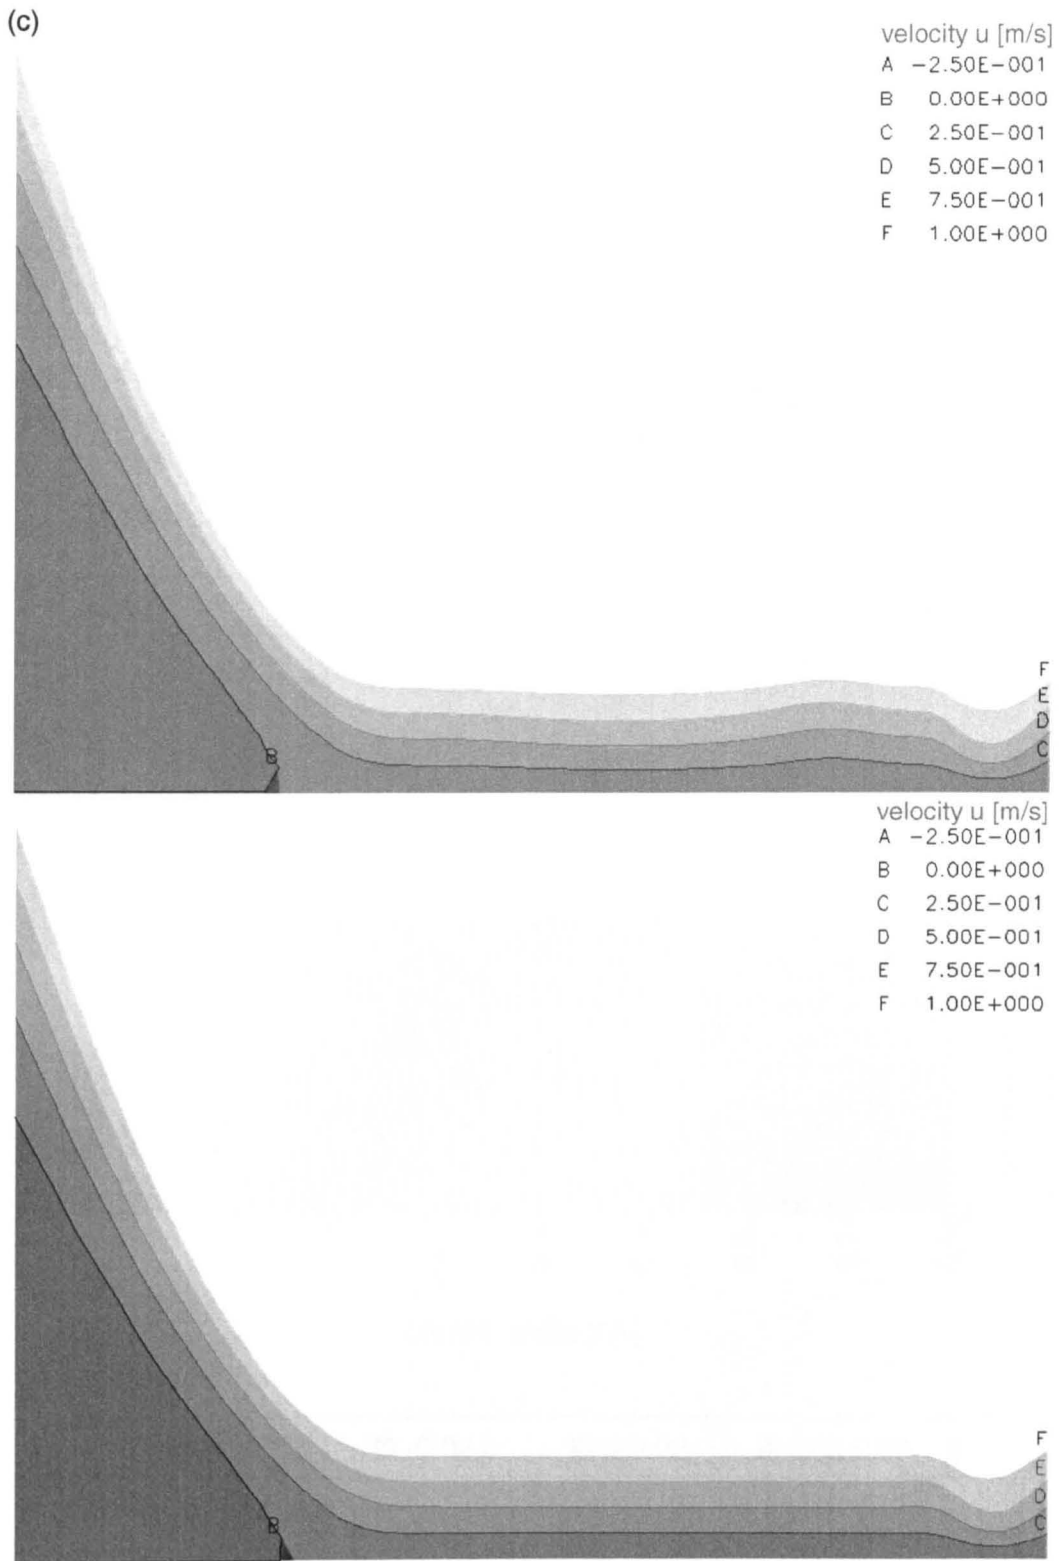 (c)
velocity u [m/s]
A -2.50E-001
B 0.00E+000
C 2.50E-001
D 5.00E-001
E 7.50E-001
F 1.00E+000
F
E
D
C
B
velocity u [m/s]
A -2.50E-001
B 0.00E+000
C 2.50E-001
D 5.00E-001
E 7.50E-001
F 1.00E+000
F
E
D
C
B